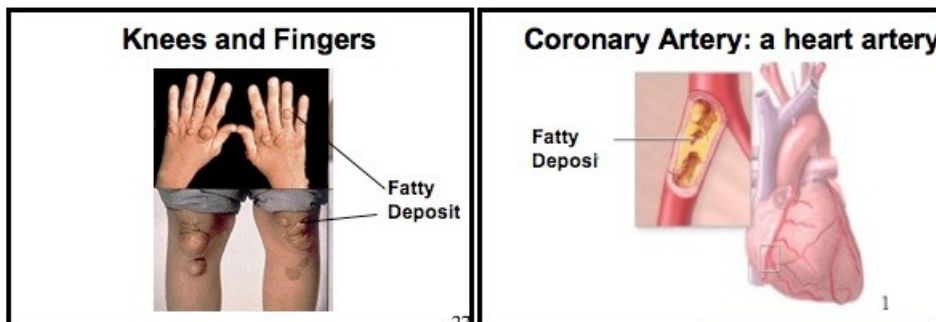 Knees and Fingers
Fatty
Deposit
Coronary Artery: a heart artery
Fatty
Deposi
1